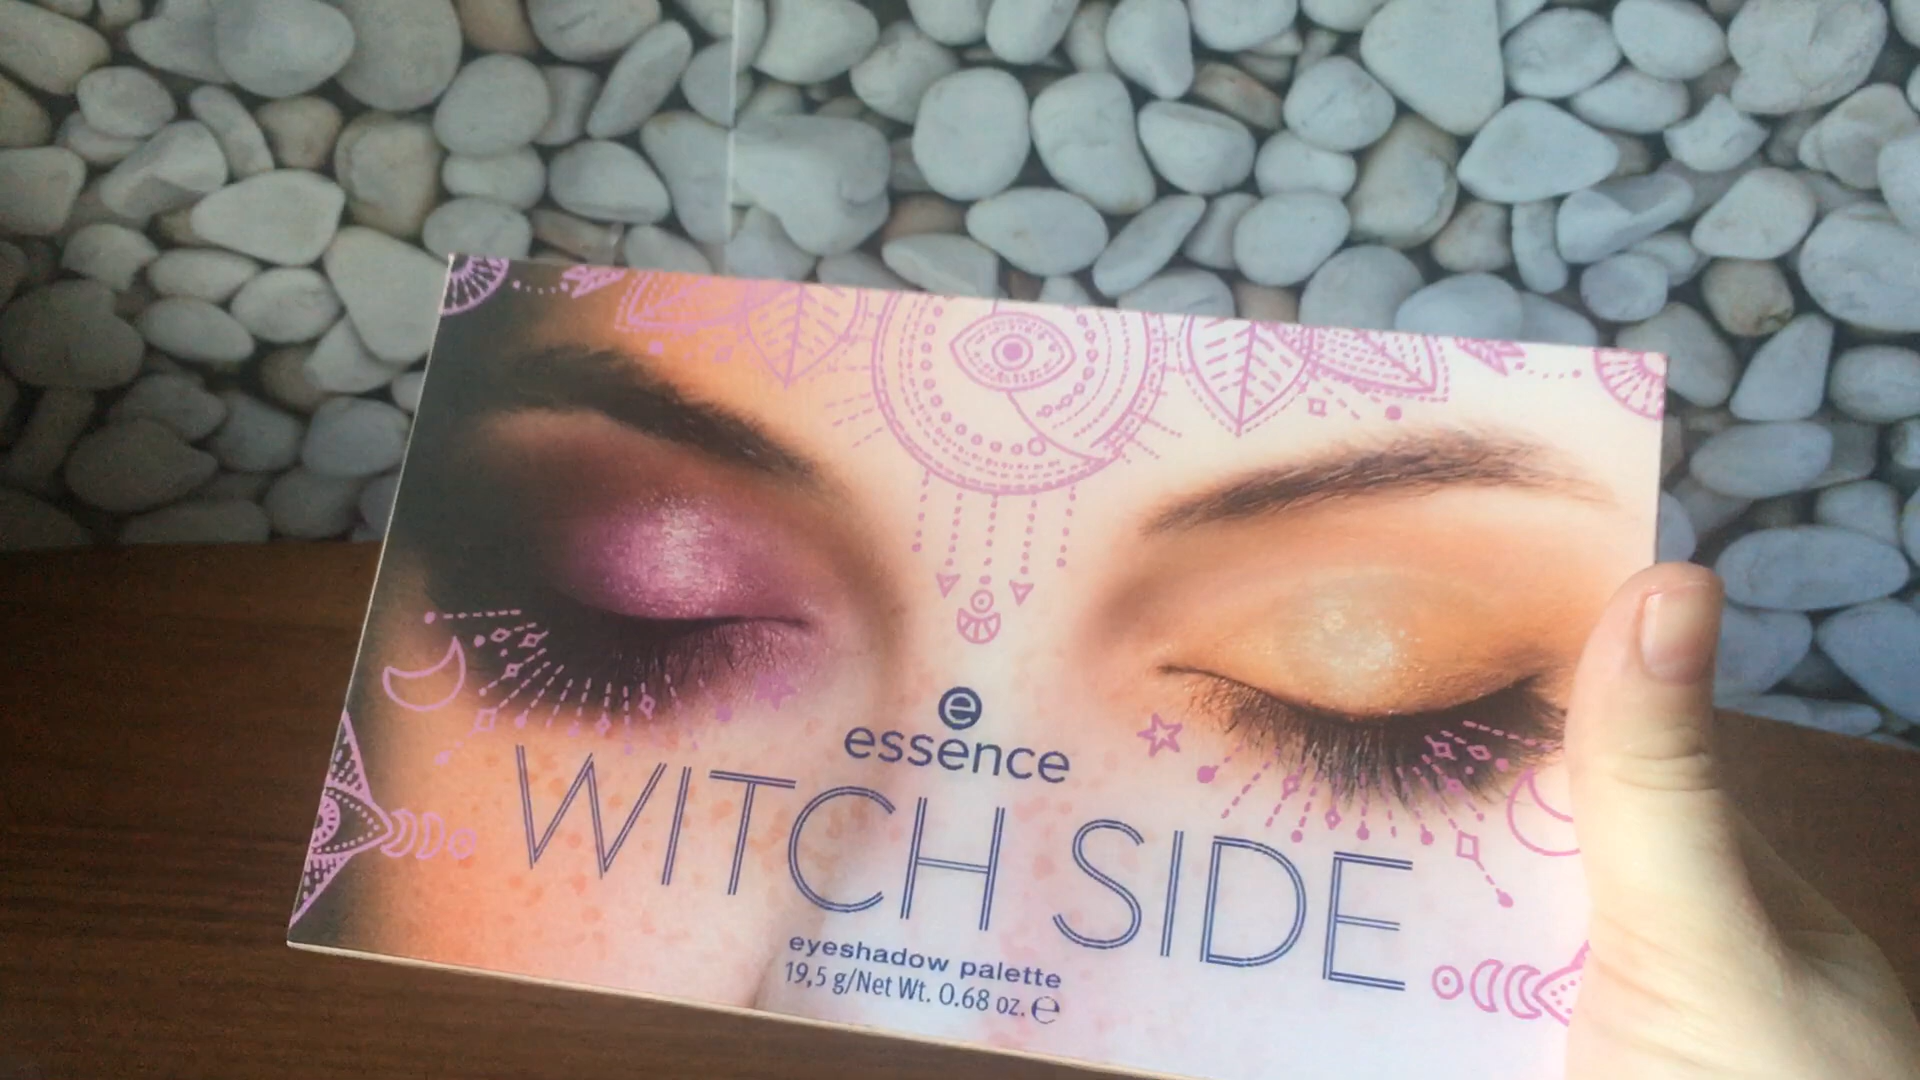 e
essence
WITCH SIDE
eyeshadow palette
19,5 g/Net Wt. 0.68 oz. ℮